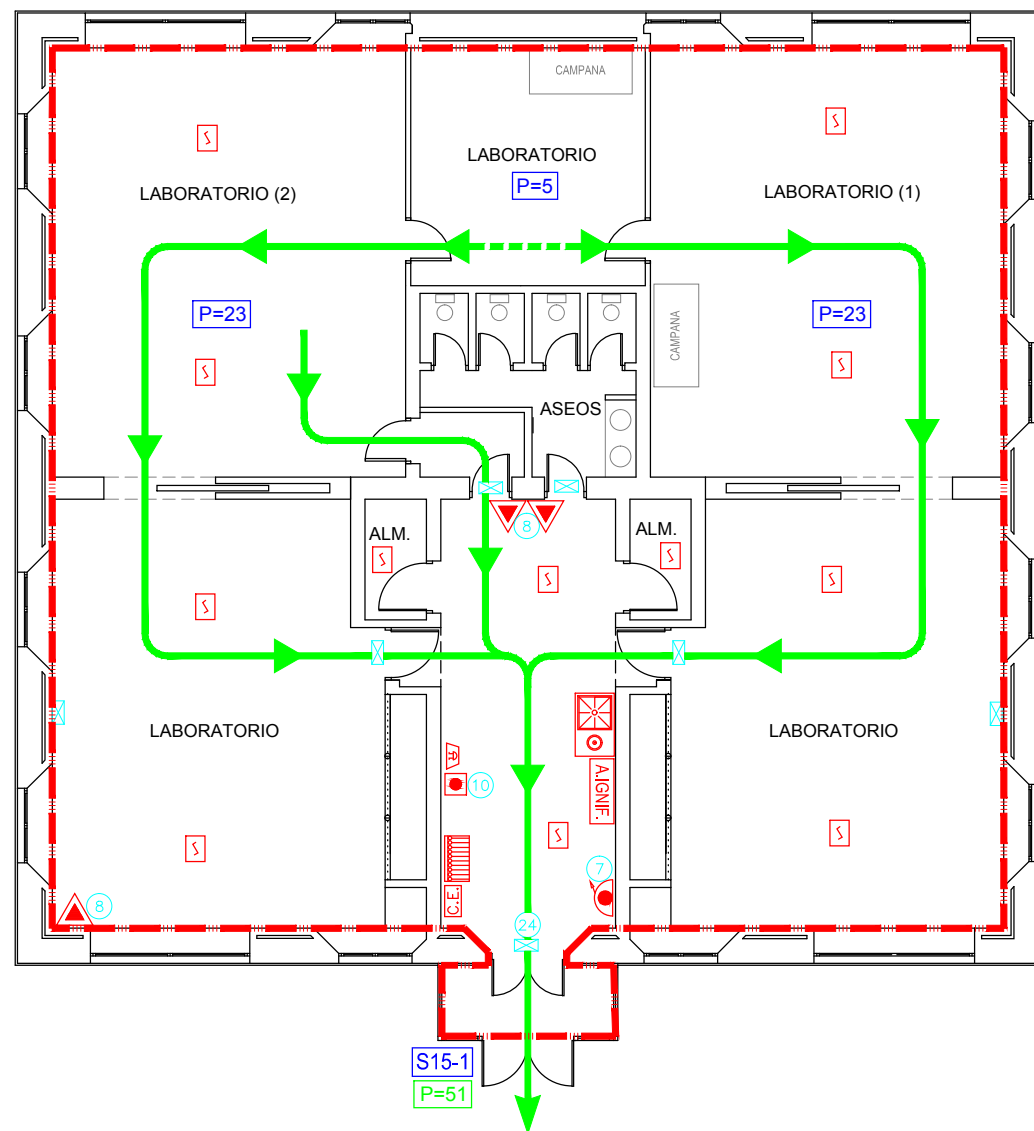 CAMPANA
LABORATORIO
P=5
LABORATORIO (2)
LABORATORIO (1)
P=23
P=23
CAMPANA
ASEOS
8
ALM.
ALM.
LABORATORIO
LABORATORIO
10
A.IGNIF.
7
C.E.
8
24
S15-1
P=51